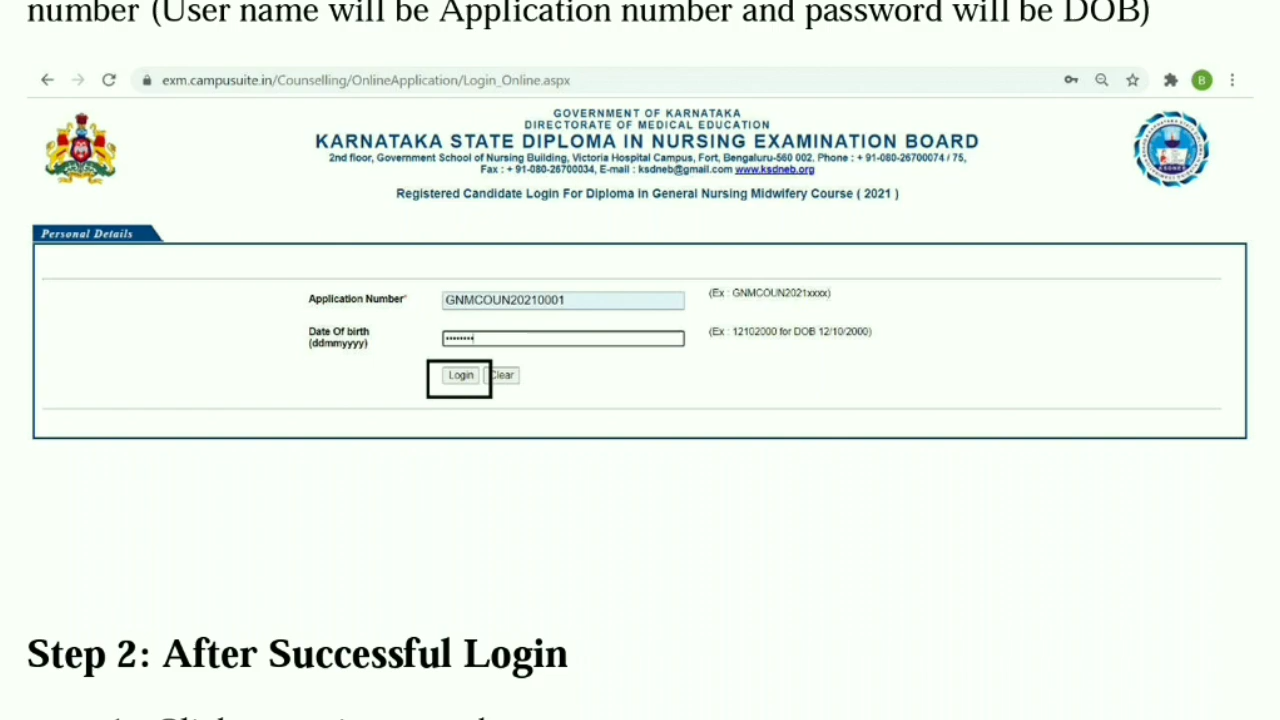 number (User name will be Application number and password will be DOB)
exm.campusuite.in/Counselling/OnlineApplication/Login_Online.aspx
B
GOVERNMENT OF KARNATAKA
DIRECTORATE OF MEDICAL EDUCATION
KARNATAKA STATE DIPLOMA IN NURSING EXAMINATION BOARD
2nd floor, Government School of Nursing Building, Victoria Hospital Campus, Fort, Bengaluru-560 002. Phone : + 91-080-26700074 / 75,
Fax : + 91-080-26700034, E-mail : ksdneb@gmail.com www.ksdneb.org
Registered Candidate Login For Diploma in General Nursing Midwifery Course ( 2021 )
KSDNEB
Personal Details
Application Number* GNMCOUN20210001 (Ex : GNMCOUN2021xxxx)
Date Of birth (Ex : 12102000 for DOB 12/10/2000)
(ddmmyyyy)
Login Clear
Step 2: After Successful Login